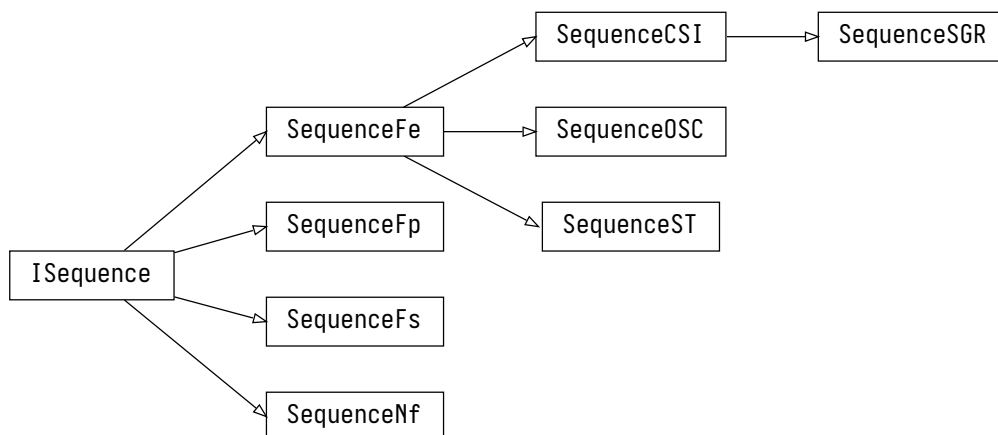 SequenceCSI
SequenceSGR
SequenceFe
SequenceOSC
SequenceFp
SequenceST
ISequence
SequenceFs
SequenceNf